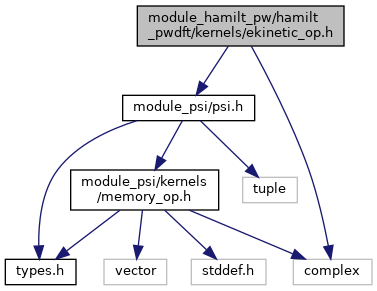 module_hamilt_pw/hamilt
_pwdft/kernels/ekinetic_op.h
module_psi/psi.h
module_psi/kernels
/memory_op.h
tuple
types.h
vector
stddef.h
complex